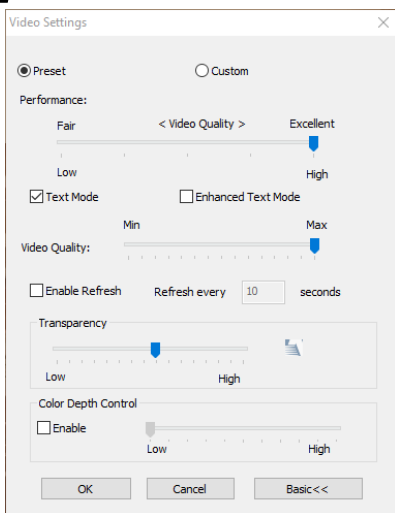 Video Settings
Preset Custom
Performance:
Fair < Video Quality > Excellent
Low High
Text Mode Enhanced Text Mode
Min Max
Video Quality:
Enable Refresh Refresh every 10 seconds
Transparency
Low High
Color Depth Control
Enable
Low High
OK Cancel Basic<<